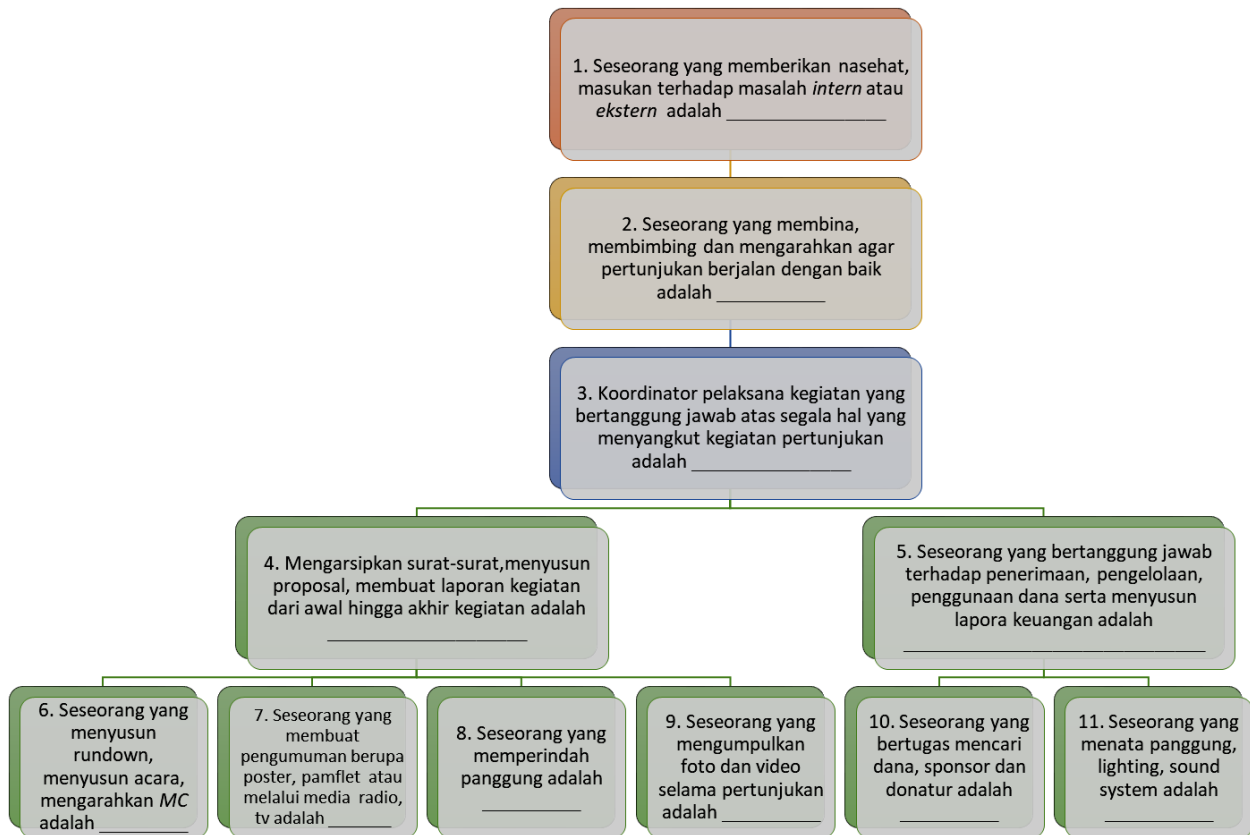 1. Seseorang yang memberikan nasehat,
masukan terhadap masalah intern atau
ekstern adalah ________________
2. Seseorang yang membina,
membimbing dan mengarahkan agar
pertunjukan berjalan dengan baik
adalah ___________
3. Koordinator pelaksana kegiatan yang
bertanggung jawab atas segala hal yang
menyangkut kegiatan pertunjukan
adalah ________________
4. Mengarsipkan surat-surat,menyusun
proposal, membuat laporan kegiatan
dari awal hingga akhir kegiatan adalah
____________________
5. Seseorang yang bertanggung jawab
terhadap penerimaan, pengelolaan,
penggunaan dana serta menyusun
lapora keuangan adalah
______________________________
6. Seseorang yang
menyusun
rundown,
menyusun acara,
mengarahkan MC
adalah _________
7. Seseorang yang
membuat
pengumuman berupa
poster, pamflet atau
melalui media radio,
tv adalah _______
8. Seseorang yang
memperindah
panggung adalah
__________
9. Seseorang yang
mengumpulkan
foto dan video
selama pertunjukan
adalah __________
10. Seseorang yang
bertugas mencari
dana, sponsor dan
donatur adalah
__________
11. Seseorang yang
menata panggung,
lighting, sound
system adalah
___________